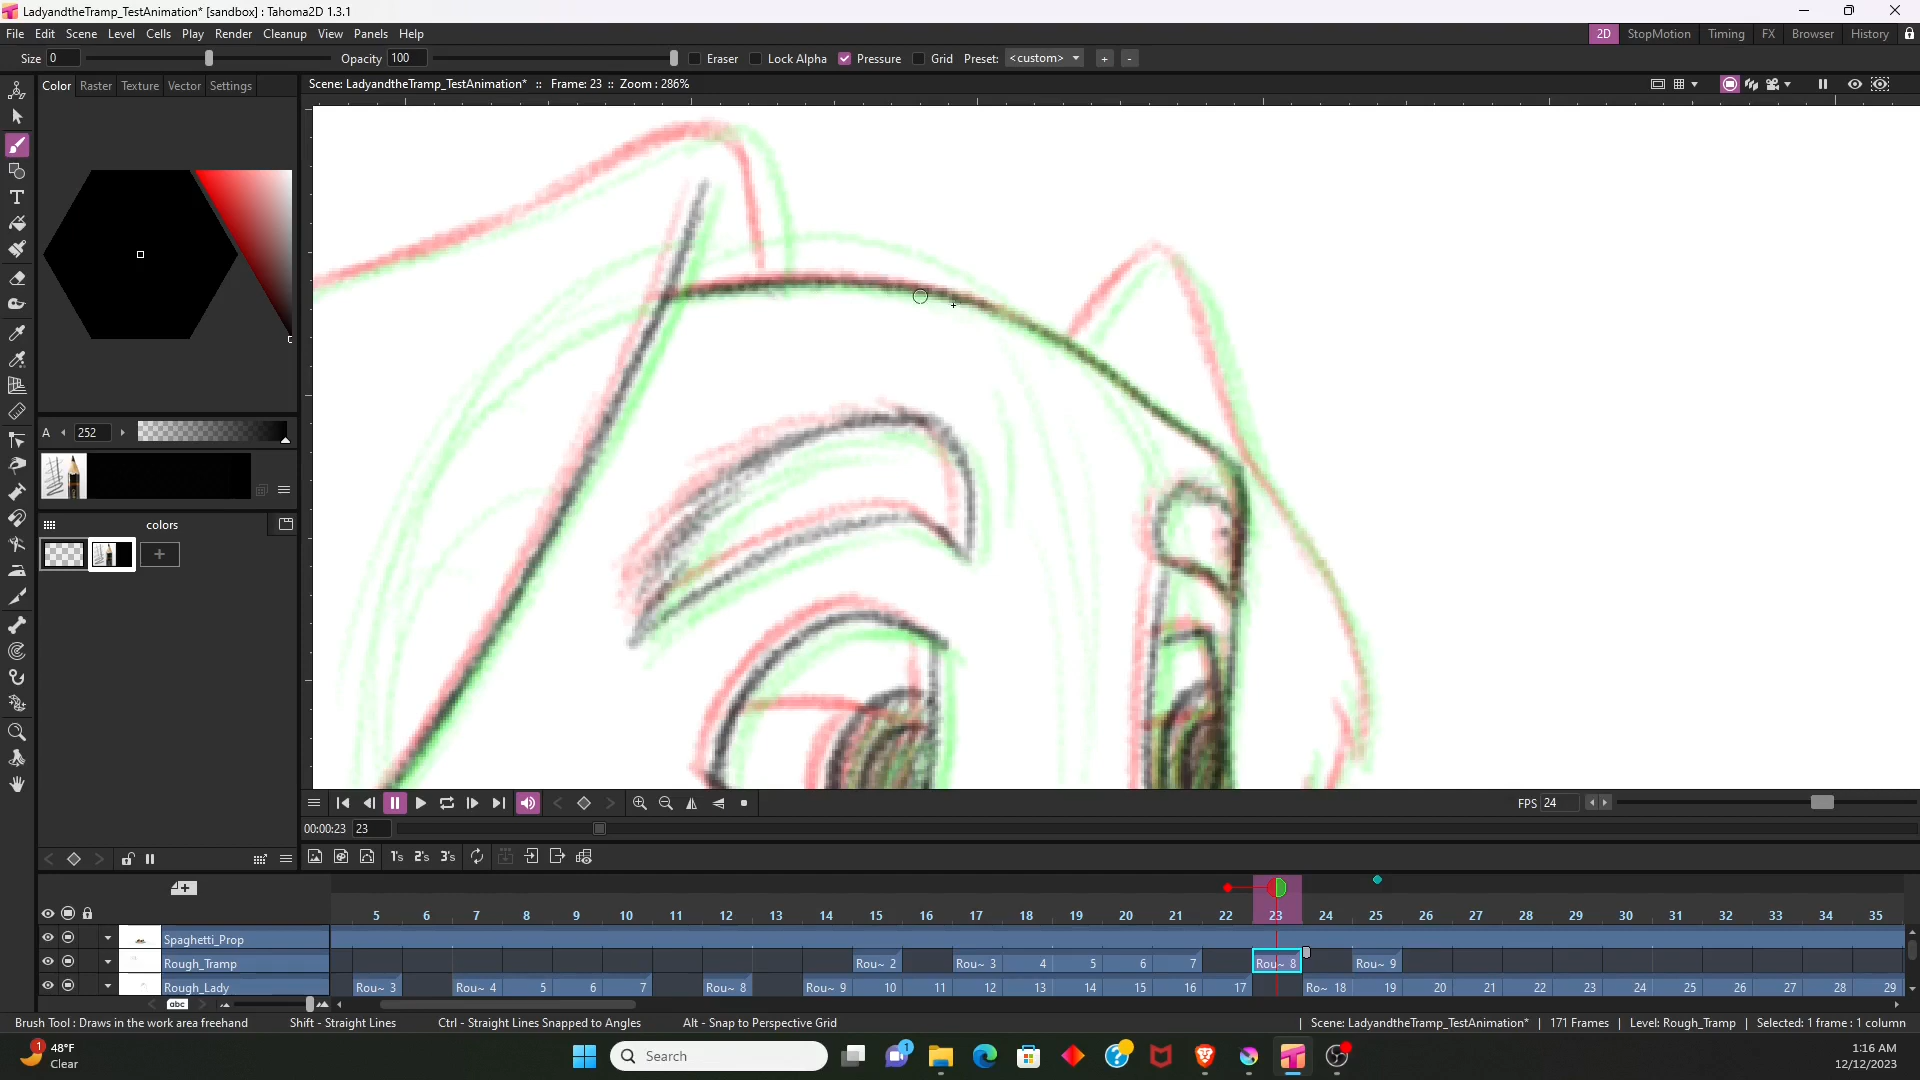 LadyandtheTramp_TestAnimation* [sandbox] : Tahoma2D 1.3.1
File Edit Scene Level Cells Play Render Cleanup View Panels Help
2D StopMotion Timing FX Browser History
Size 0 Opacity 100 Eraser Lock Alpha Pressure Grid Preset: <custom> + -
Color Raster Texture Vector Settings
Scene: LadyandtheTramp_TestAnimation* :: Frame: 23 :: Zoom : 286%
A 252
colors
+
FPS 24
00:00:23 23
1's 2's 3's
5 6 7 8 9 10 11 12 13 14 15 16 17 18 19 20 21 22 23 24 25 26 27 28 29 30 31 32 33 34 35
Spaghetti_Prop
Rough_Tramp Rou~ 2 Rou~ 3 4 5 6 7 Rou~ 8 Rou~ 9
Rough_Lady Rou~ 3 Rou~ 4 5 6 7 Rou~ 8 Rou~ 9 10 11 12 13 14 15 16 17 Ro~ 18 19 20 21 22 23 24 25 26 27 28 29
abc
Brush Tool : Draws in the work area freehand Shift - Straight Lines Ctrl - Straight Lines Snapped to Angles Alt - Snap to Perspective Grid | Scene: LadyandtheTramp_TestAnimation* | 171 Frames | Level: Rough_Tramp | Selected: 1 frame : 1 column
1 48°F
Clear
Search
1
1:16 AM
12/12/2023